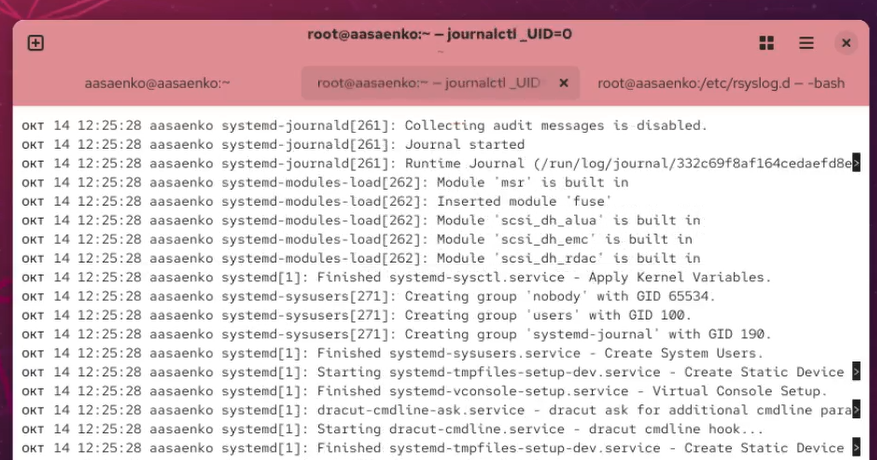 root@aasaenko:~ — journalctl _UID=0
~
aasaenko@aasaenko:~
root@aasaenko:~ — journalctl _UID
root@aasaenko:/etc/rsyslog.d — -bash
окт 14 12:25:28 aasaenko systemd-journald[261]: Collecting audit messages is disabled.
окт 14 12:25:28 aasaenko systemd-journald[261]: Journal started
окт 14 12:25:28 aasaenko systemd-journald[261]: Runtime Journal (/run/log/journal/332c69f8af164cedaefd8e>
окт 14 12:25:28 aasaenko systemd-modules-load[262]: Module 'msr' is built in
окт 14 12:25:28 aasaenko systemd-modules-load[262]: Inserted module 'fuse'
окт 14 12:25:28 aasaenko systemd-modules-load[262]: Module 'scsi_dh_alua' is built in
окт 14 12:25:28 aasaenko systemd-modules-load[262]: Module 'scsi_dh_emc' is built in
окт 14 12:25:28 aasaenko systemd-modules-load[262]: Module 'scsi_dh_rdac' is built in
окт 14 12:25:28 aasaenko systemd[1]: Finished systemd-sysctl.service - Apply Kernel Variables.
окт 14 12:25:28 aasaenko systemd-sysusers[271]: Creating group 'nobody' with GID 65534.
окт 14 12:25:28 aasaenko systemd-sysusers[271]: Creating group 'users' with GID 100.
окт 14 12:25:28 aasaenko systemd-sysusers[271]: Creating group 'systemd-journal' with GID 190.
окт 14 12:25:28 aasaenko systemd[1]: Finished systemd-sysusers.service - Create System Users.
окт 14 12:25:28 aasaenko systemd[1]: Starting systemd-tmpfiles-setup-dev.service - Create Static Device >
окт 14 12:25:28 aasaenko systemd[1]: Finished systemd-vconsole-setup.service - Virtual Console Setup.
окт 14 12:25:28 aasaenko systemd[1]: dracut-cmdline-ask.service - dracut ask for additional cmdline para>
окт 14 12:25:28 aasaenko systemd[1]: Starting dracut-cmdline.service - dracut cmdline hook...
окт 14 12:25:28 aasaenko systemd[1]: Finished systemd-tmpfiles-setup-dev.service - Create Static Device >